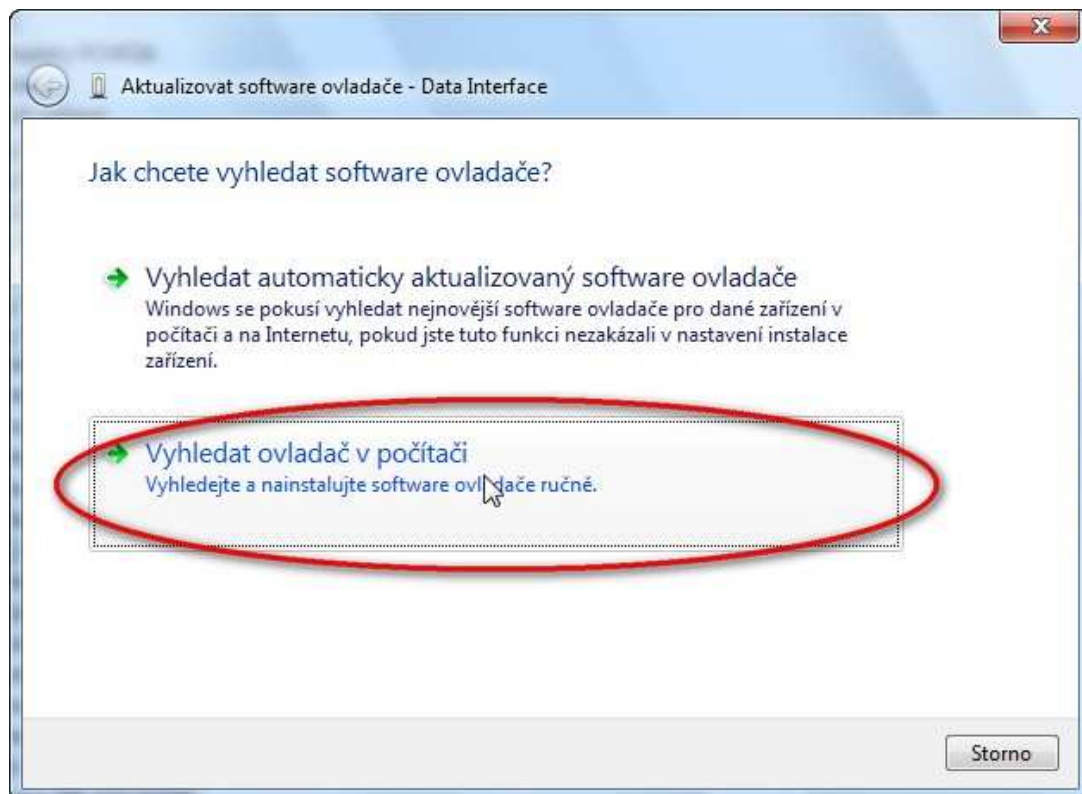 Aktualizovat software ovladače - Data Interface
Jak chcete vyhledat software ovladače?
Vyhledat automaticky aktualizovaný software ovladače
Windows se pokusí vyhledat nejnovější software ovladače pro dané zařízení v
počítači a na Internetu, pokud jste tuto funkci nezakázali v nastavení instalace
zařízení.
Vyhledat ovladač v počítači
Vyhledejte a nainstalujte software ovladače ručně.
Storno